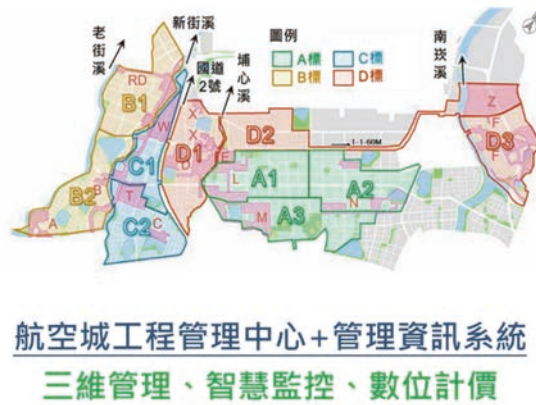 老街溪
新街溪
國道2號
埔心溪
圖例
A標
C標
B標
D標
南崁溪
RD
B1
W
X
X
D1
D2
1-1-60M
Z
F
D3
F
C1
E
L
A1
A2
B2
B
T
A
C2
C
M
A3
N
航空城工程管理中心+管理資訊系統
三維管理、智慧監控、數位計價